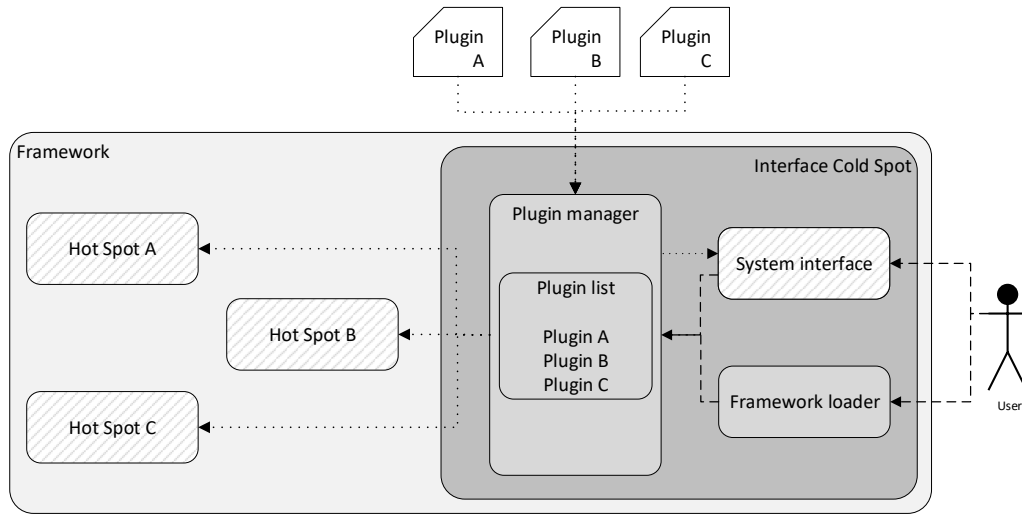 Plugin
A
Plugin
B
Plugin
C
Framework
Interface Cold Spot
Plugin manager
Hot Spot A
System interface
Plugin list
Hot Spot B
Plugin A
Plugin B
Plugin C
Framework loader
User
Hot Spot C